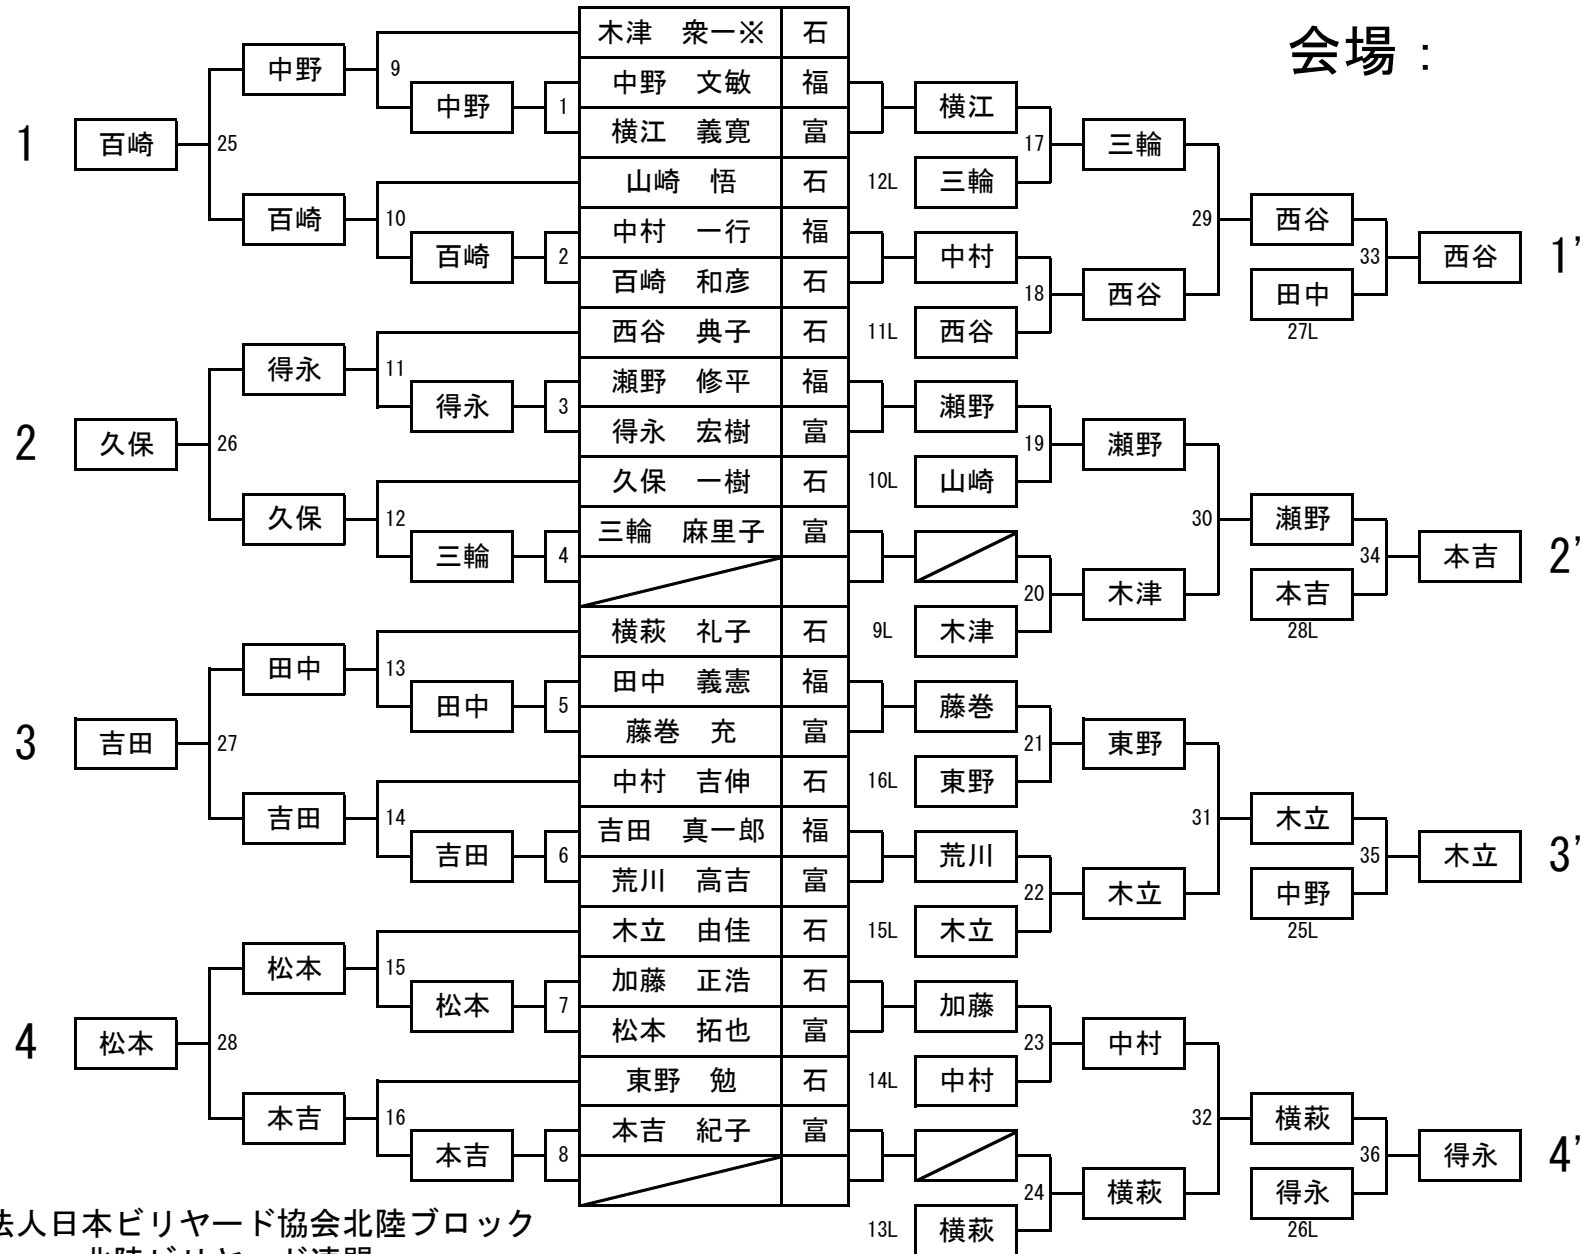 会場：
木津　衆一※ 石
中野 9
中野 1 中野　文敏 福 横江
横江　義寛 富 17 三輪
1 百崎 25
山崎　悟 石 12L 三輪
百崎 10 中村　一行 福 29 西谷
百崎 2 中村 33 西谷 1'
百崎　和彦 石 18 西谷 田中
西谷　典子 石 11L 西谷 27L
得永 11 瀬野　修平 福
得永 3 瀬野
2 久保 26 得永　宏樹 富 19 瀬野
久保　一樹 石 10L 山崎
久保 12 三輪　麻里子 富 30 瀬野
三輪 4 34 本吉 2'
20 木津 本吉
横萩　礼子 石 9L 木津 28L
田中 13 田中　義憲 福
田中 5 藤巻
3 吉田 27 藤巻　充 富 21 東野
中村　吉伸 石 16L 東野
吉田 14 吉田　真一郎 福 31 木立
吉田 6 荒川 35 木立 3'
荒川　高吉 富 22 木立 中野
木立　由佳 石 15L 木立 25L
松本 15 加藤　正浩 石
松本 7 加藤
4 松本 28 松本　拓也 富 23 中村
東野　勉 石 14L 中村
本吉 16 本吉　紀子 富 32 横萩
本吉 8 36 得永 4'
24 横萩 得永
13L 横萩 26L
法人日本ビリヤード協会北陸ブロック
北陸ビリヤード連盟